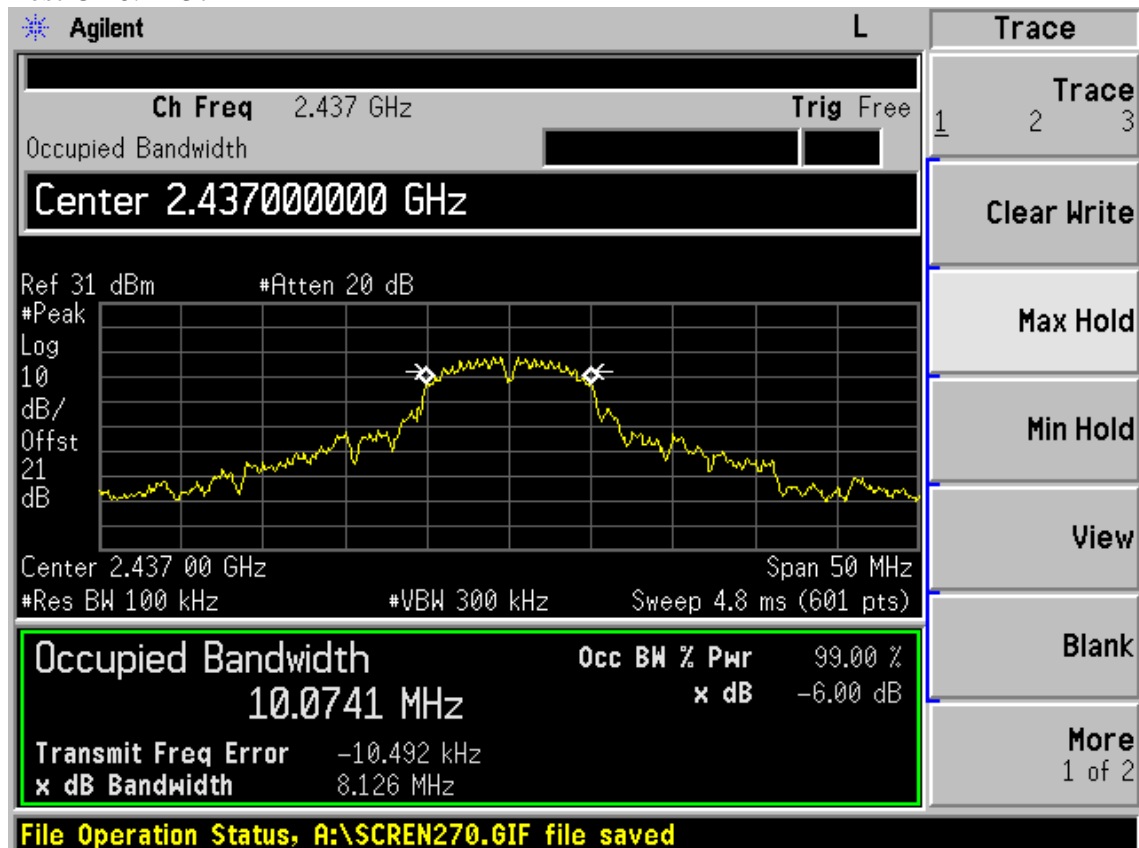 Agilent L Trace
Ch Freq 2.437 GHz Trig Free
Occupied Bandwidth
Center 2.437000000 GHz
Ref 31 dBm #Atten 20 dB
#Peak
Log
10
dB/
Offst
21
dB
Center 2.437 00 GHz Span 50 MHz
#Res BW 100 kHz #VBW 300 kHz Sweep 4.8 ms (601 pts)
Occupied Bandwidth Occ BW % Pwr 99.00 %
10.0741 MHz x dB -6.00 dB
Transmit Freq Error -10.492 kHz
x dB Bandwidth 8.126 MHz
File Operation Status, A:\SCREN270.GIF file saved
Trace
1 2 3
Clear Write
Max Hold
Min Hold
View
Blank
More
1 of 2